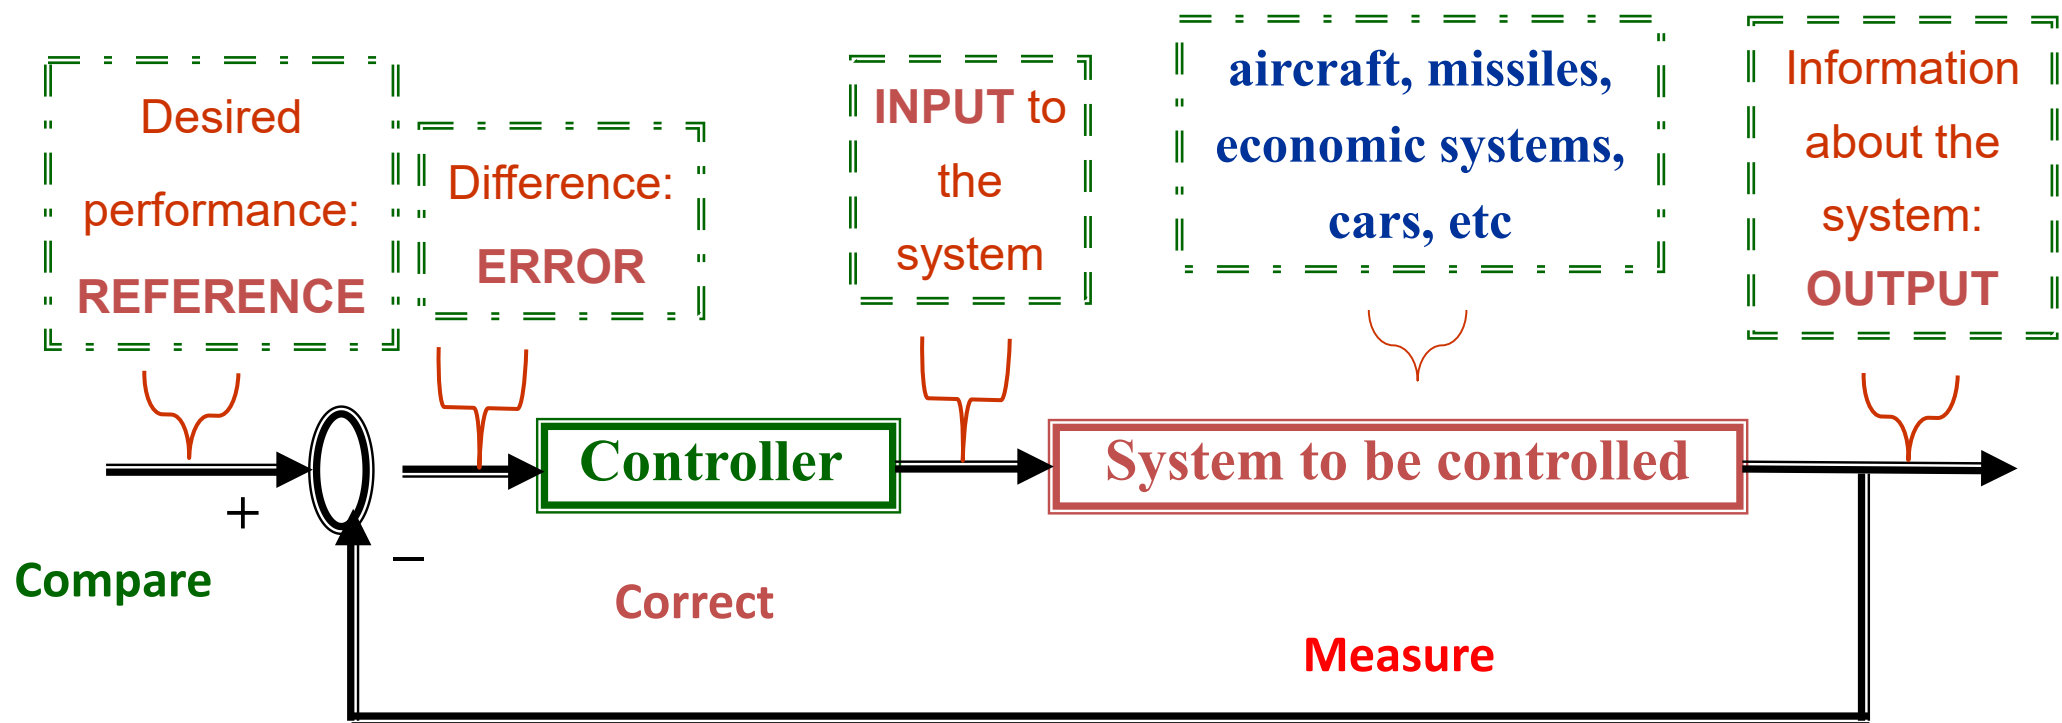 Desired
performance:
REFERENCE
Difference:
ERROR
INPUT to
the
system
aircraft, missiles,
economic systems,
cars, etc
Information
about the
system:
OUTPUT
Controller
System to be controlled
+
−
Compare
Correct
Measure